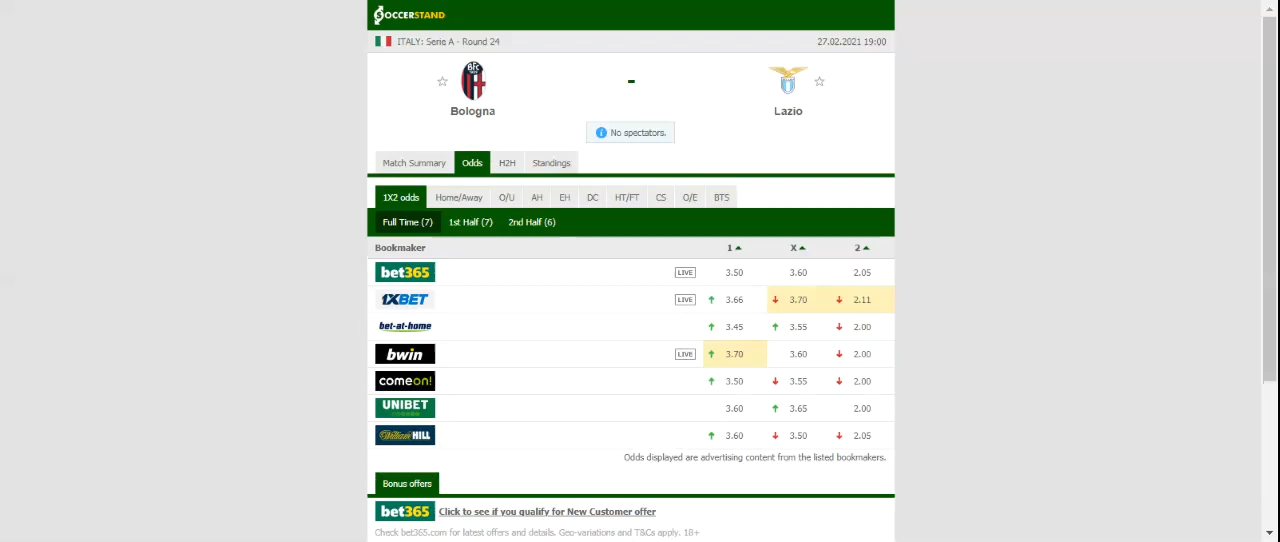 SOCCERSTAND
ITALY: Serie A - Round 24 27.02.2021 19:00
BFC
-
Bologna Lazio
No spectators.
Match Summary Odds H2H Standings
1X2 odds Home/Away O/U AH EH DC HT/FT CS O/E BTS
Full Time (7) 1st Half (7) 2nd Half (6)
Bookmaker 1 X 2
bet365 LIVE 3.50 3.60 2.05
1XBET LIVE 3.66 3.70 2.11
bet-at-home 3.45 3.55 2.00
bwin LIVE 3.70 3.60 2.00
comeon! 3.50 3.55 2.00
UNIBET 3.60 3.65 2.00
William HILL 3.60 3.50 2.05
Odds displayed are advertising content from the listed bookmakers.
Bonus offers
bet365 Click to see if you qualify for New Customer offer
Check bet365.com for latest offers and details. Geo-variations and T&Cs apply. 18+